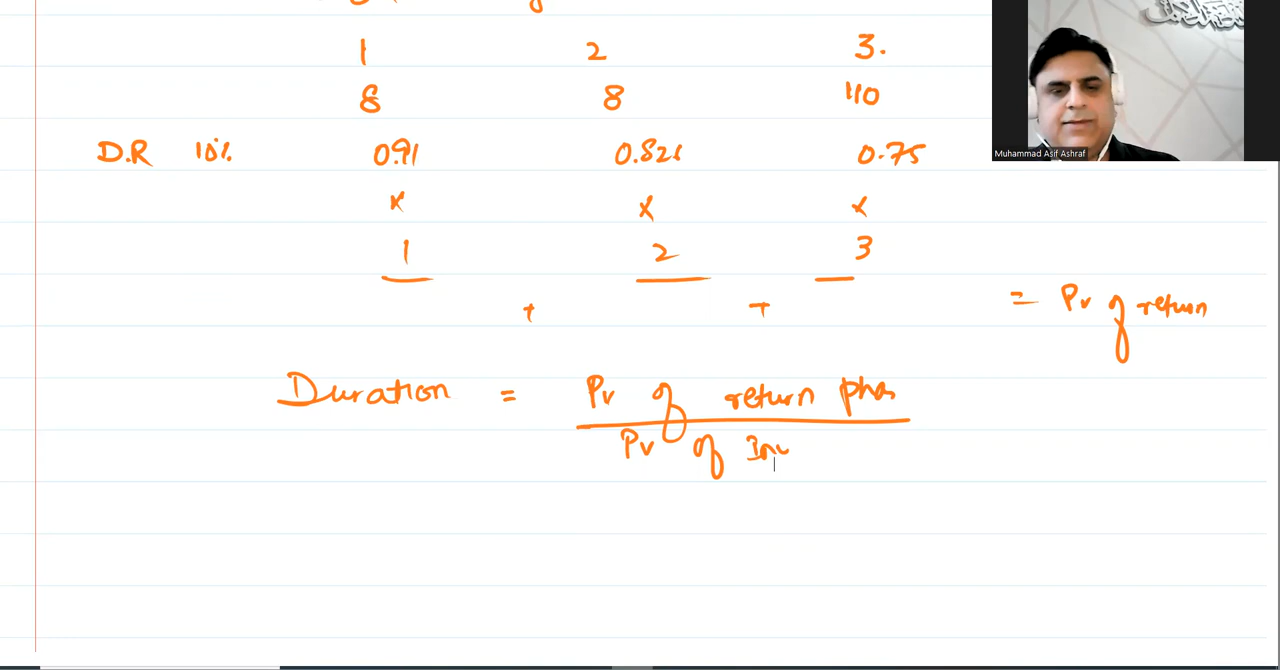 1 2 3.
8 8 110
D.R 10% 0.91 0.826 0.75
x x x
1 2 3
+ + = Pv of return
Duration = Pv of return phas
Pv of Inv
Muhammad Asif Ashraf